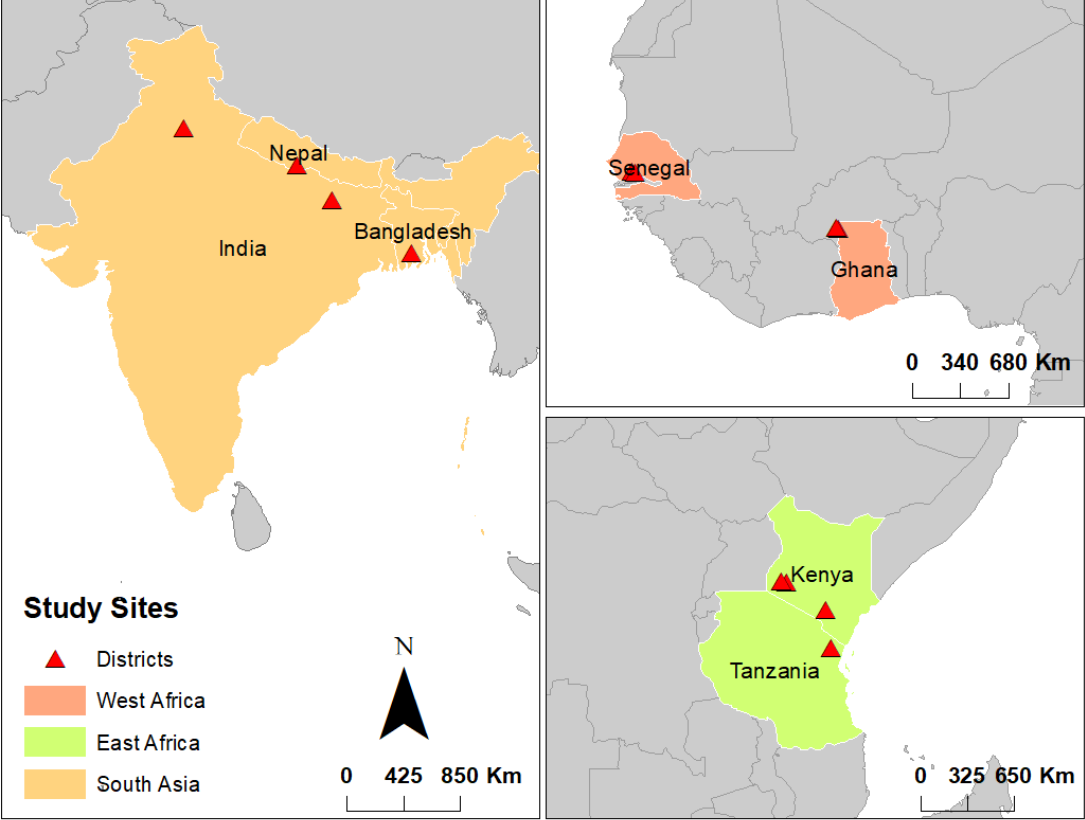 Nepal
Bangladesh
India
Study Sites
Districts
West Africa
East Africa
South Asia
N
0 425 850 Km
Senegal
Ghana
0 340 680 Km
Kenya
Tanzania
0 325 650 Km